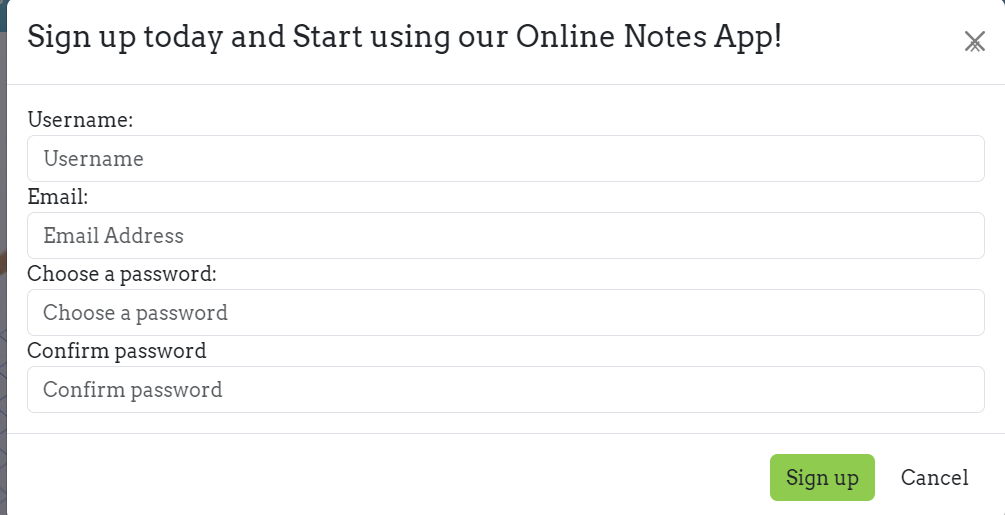 Sign up today and Start using our Online Notes App!
Username:
Username
Email:
Email Address
Choose a password:
Choose a password
Confirm password
Confirm password
Sign up Cancel